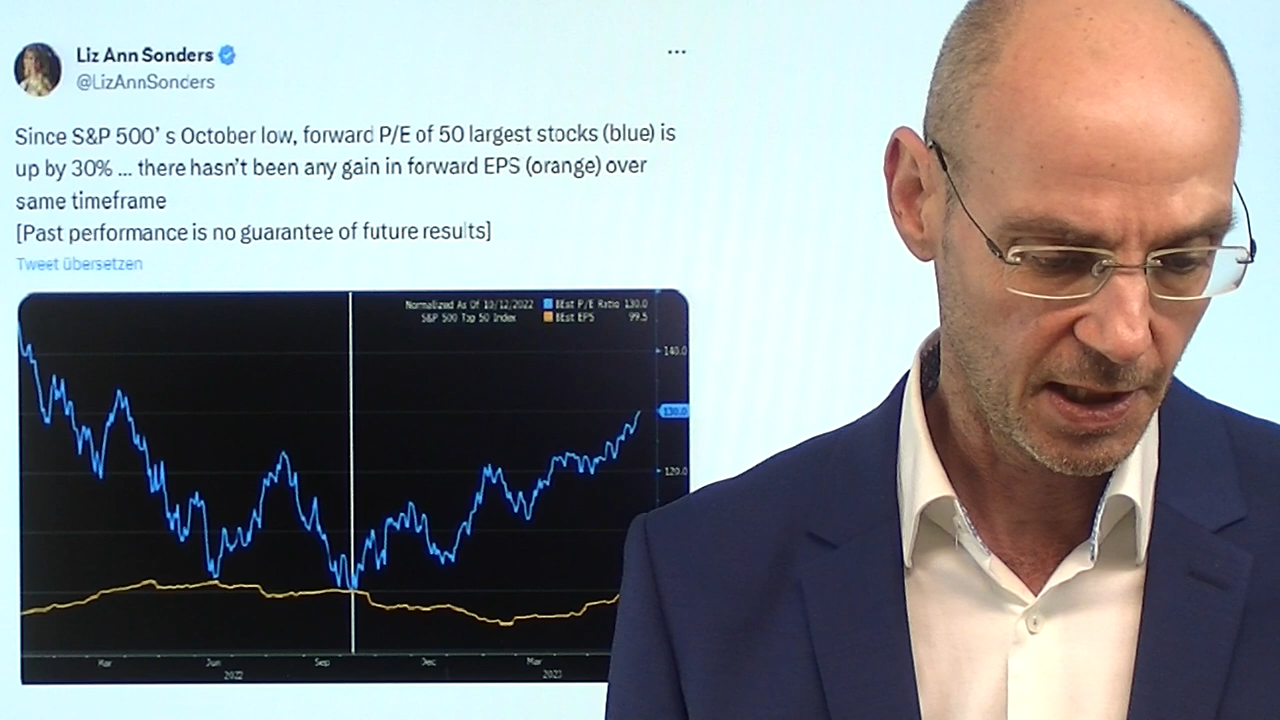 Liz Ann Sonders
@LizAnnSonders
Since S&P 500’s October low, forward P/E of 50 largest stocks (blue) is
up by 30% ... there hasn’t been any gain in forward EPS (orange) over
same timeframe
[Past performance is no guarantee of future results]
Tweet übersetzen
Normalized As Of 10/12/2022 BEst P/E Ratio 130.0
S&P 500 Top 50 Index BEst EPS 99.5
140.0
130.0
120.0
Mar Jun Sep Dec Mar
2022 2023